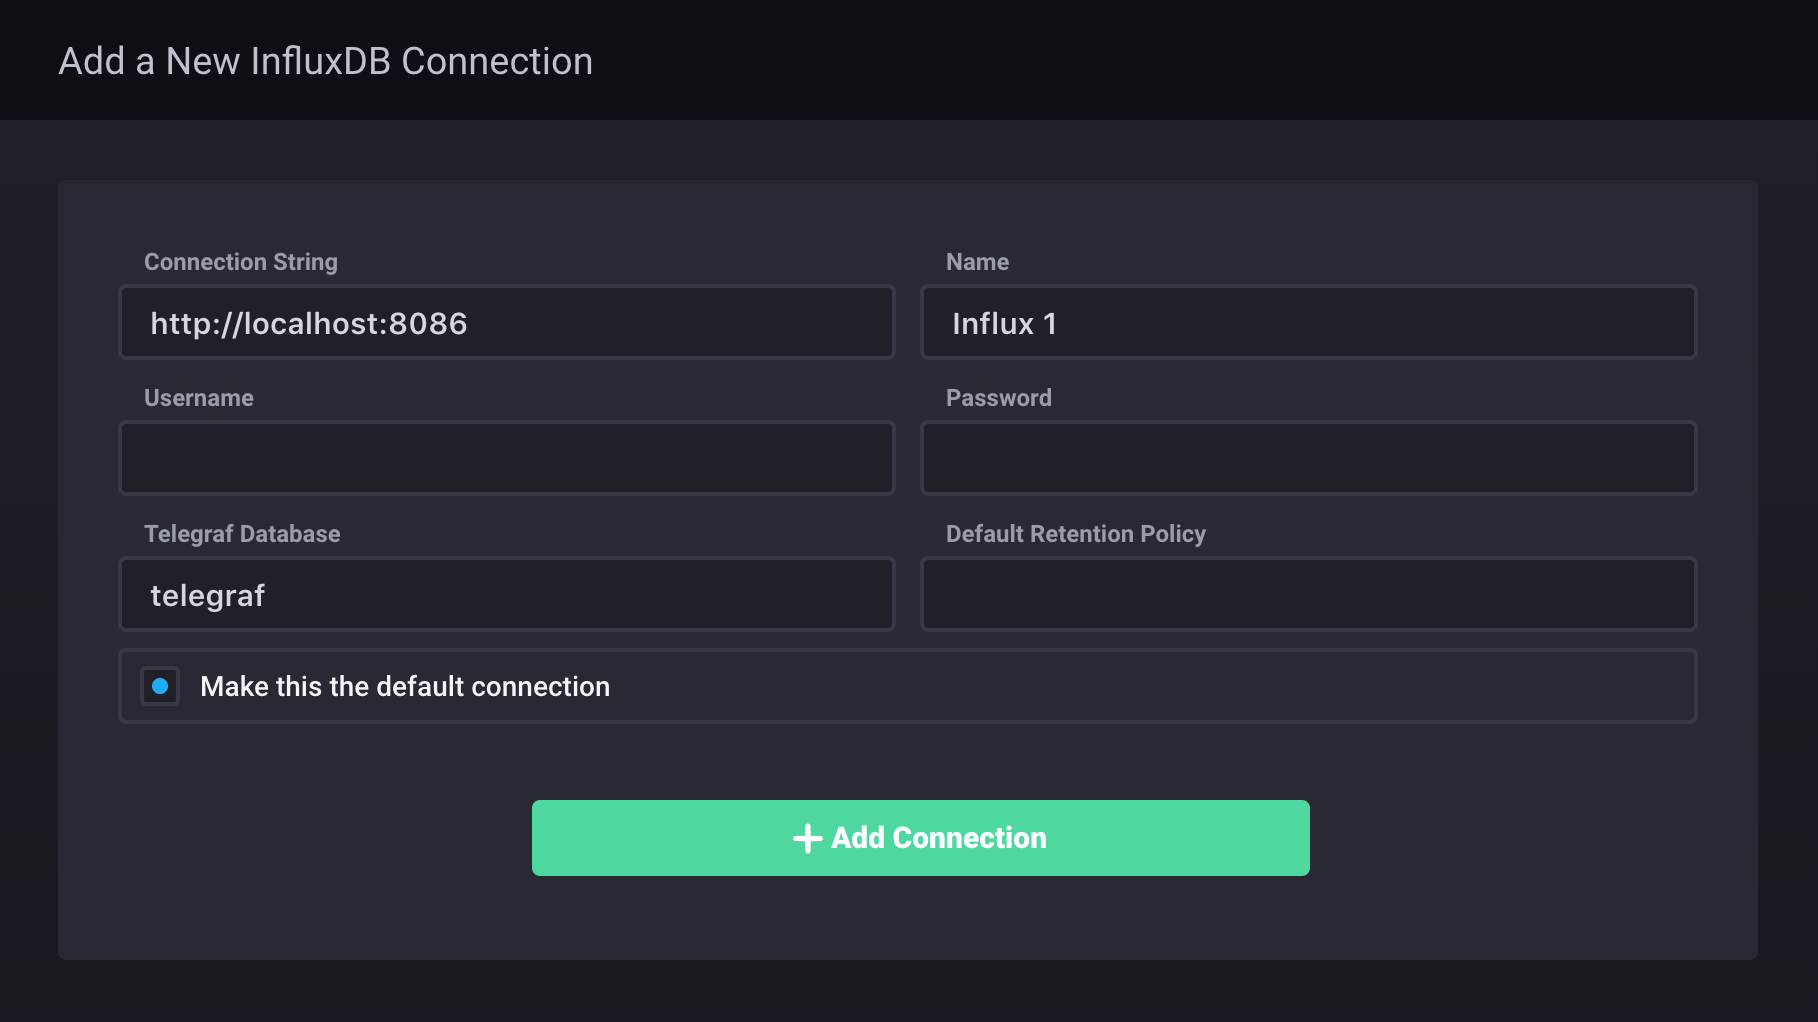 Add a New InfluxDB Connection
Connection String
Name
http://localhost:8086
Influx 1
Username
Password
Telegraf Database
Default Retention Policy
telegraf
Make this the default connection
Add Connection